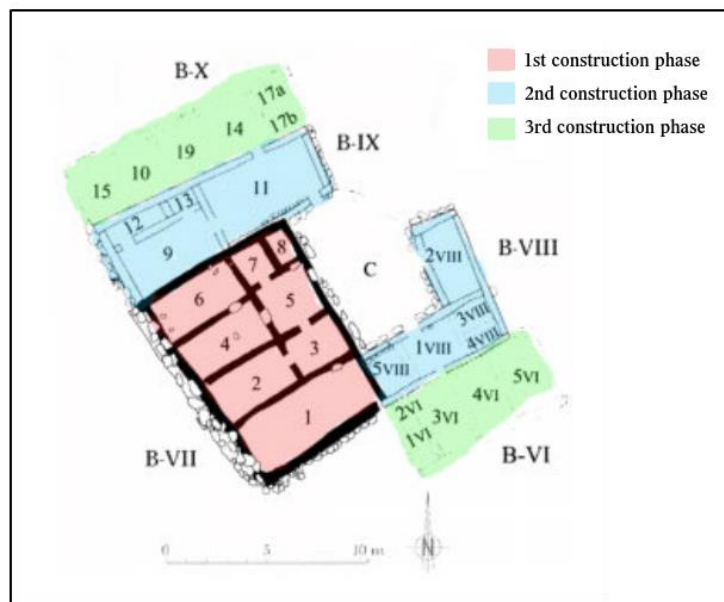 1st construction phase
2nd construction phase
3rd construction phase
B-X
17a
17b
14
19
10
15
B-IX
11
13
12
9
8
7
6
5
4
3
2
1
C
B-VIII
2VIII
3VIII
1VIII
4VIII
5VIII
5VI
4VI
2VI
3VI
1VI
B-VI
B-VII
0 5 10 m
N